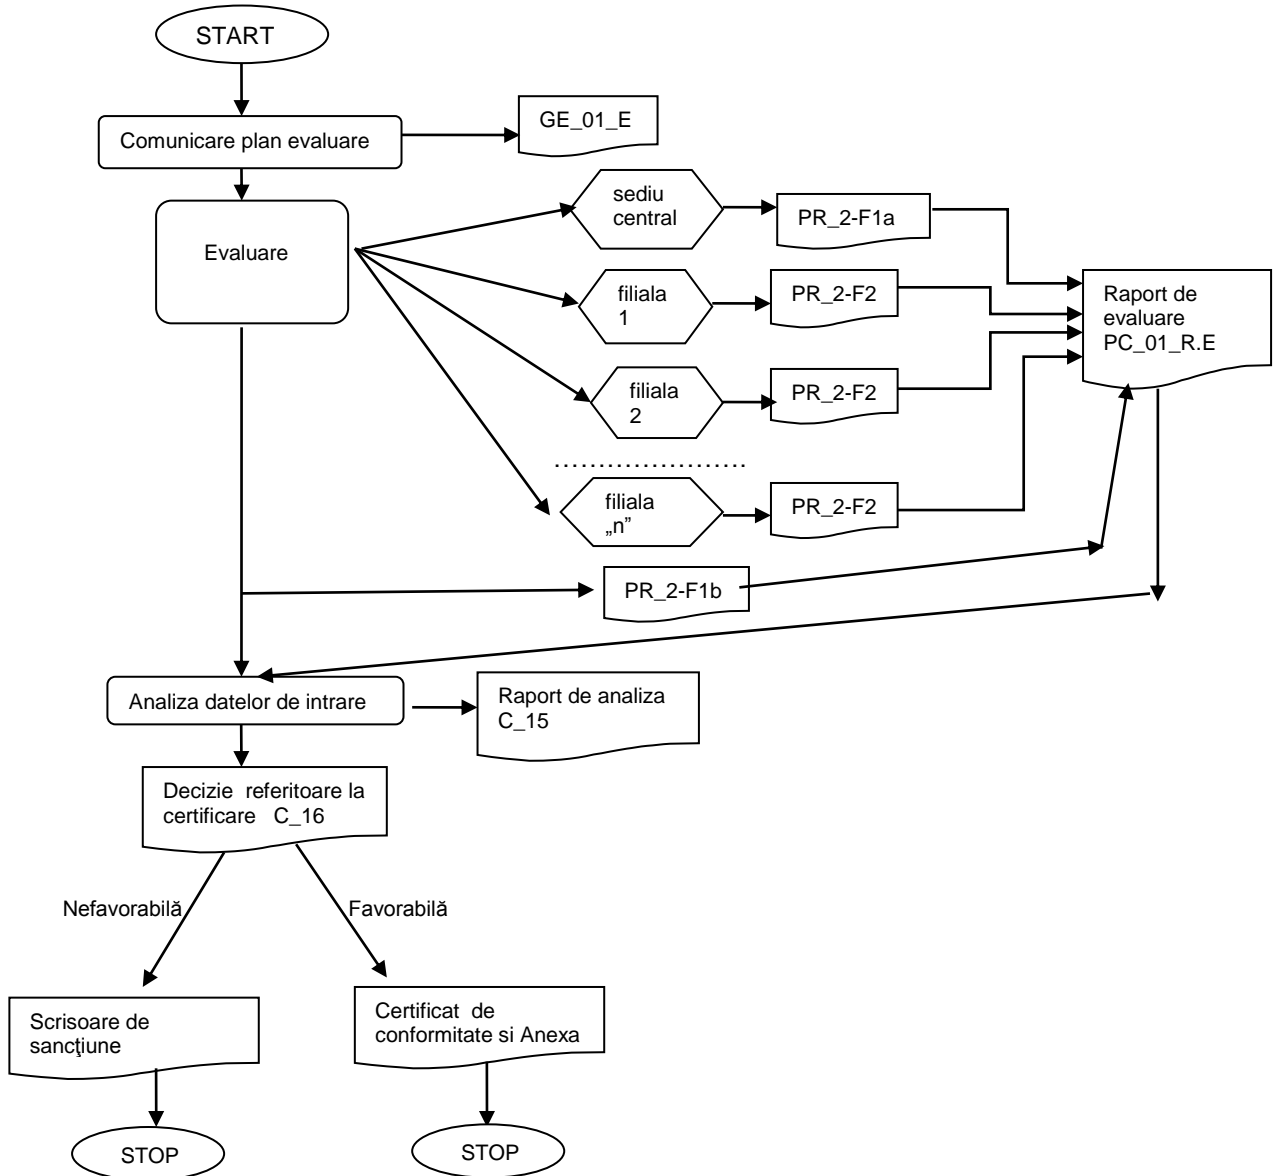 START
GE_01_E
Comunicare plan evaluare
sediu
central
PR_2-F1a
Evaluare
filiala
1
PR_2-F2
Raport de
evaluare
PC_01_R.E
filiala
2
PR_2-F2
......................
filiala
„n”
PR_2-F2
PR_2-F1b
Analiza datelor de intrare
Raport de analiza
C_15
Decizie referitoare la
certificare C_16
Nefavorabilă
Favorabilă
Scrisoare de
sancţiune
Certificat de
conformitate si Anexa
STOP
STOP